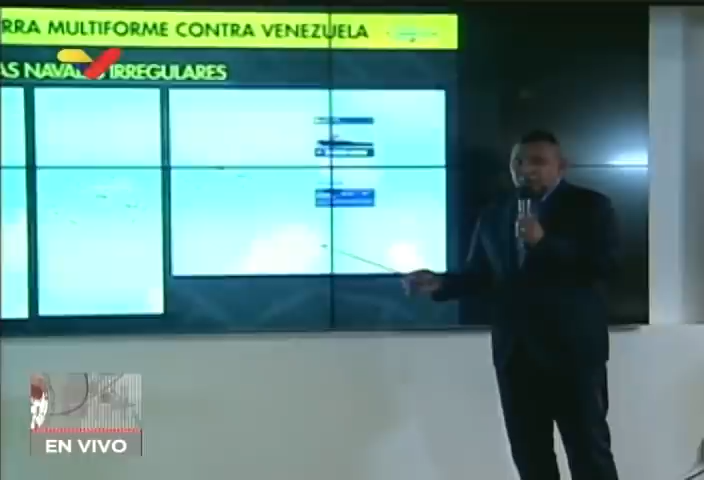 RRA MULTIFORME CONTRA VENEZUELA
AS NAVALES IRREGULARES
EN VIVO